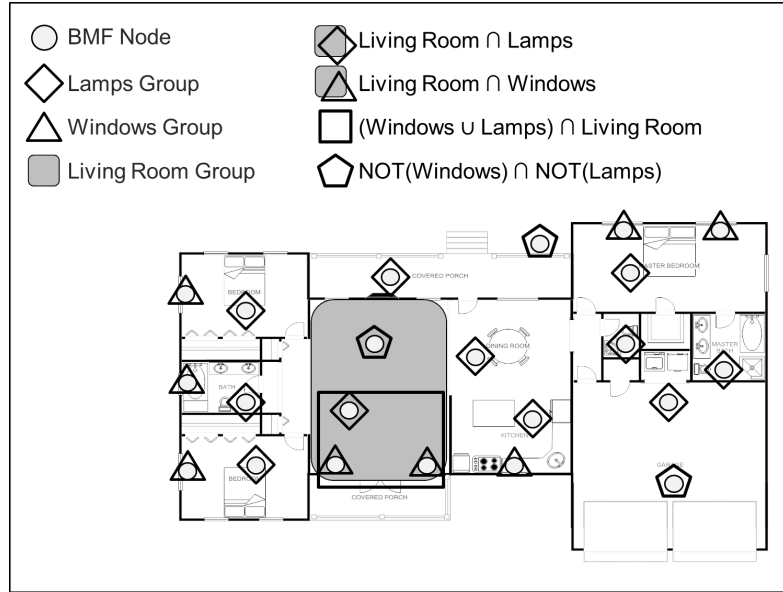 BMF Node
Living Room ∩ Lamps
Lamps Group
Living Room ∩ Windows
Windows Group
(Windows ∪ Lamps) ∩ Living Room
Living Room Group
NOT(Windows) ∩ NOT(Lamps)
COVERED PORCH
BEDROOM
MASTER BEDROOM
DINING ROOM
MASTER
BATH
BATH
KITCHEN
BEDROOM
GARAGE
COVERED PORCH